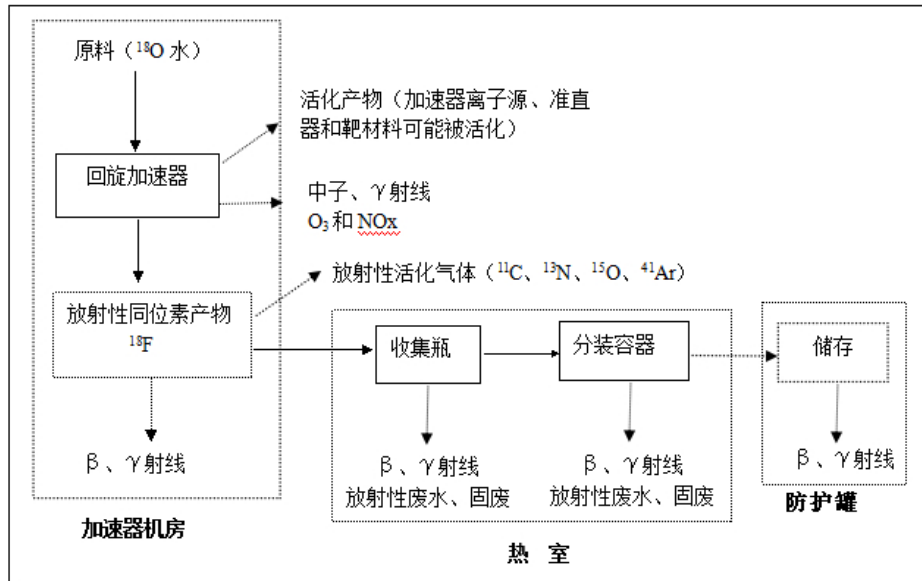 原料（¹⁸O 水）
活化产物（加速器离子源、准直
器和靶材料可能被活化）
回旋加速器
中子、γ射线
O₃和 NOx
放射性活化气体（¹¹C、¹³N、¹⁵O、⁴¹Ar）
放射性同位素产物
¹⁸F
收集瓶
分装容器
储存
β、γ射线
β、γ射线
放射性废水、固废
β、γ射线
放射性废水、固废
β、γ射线
加速器机房
热 室
防护罐